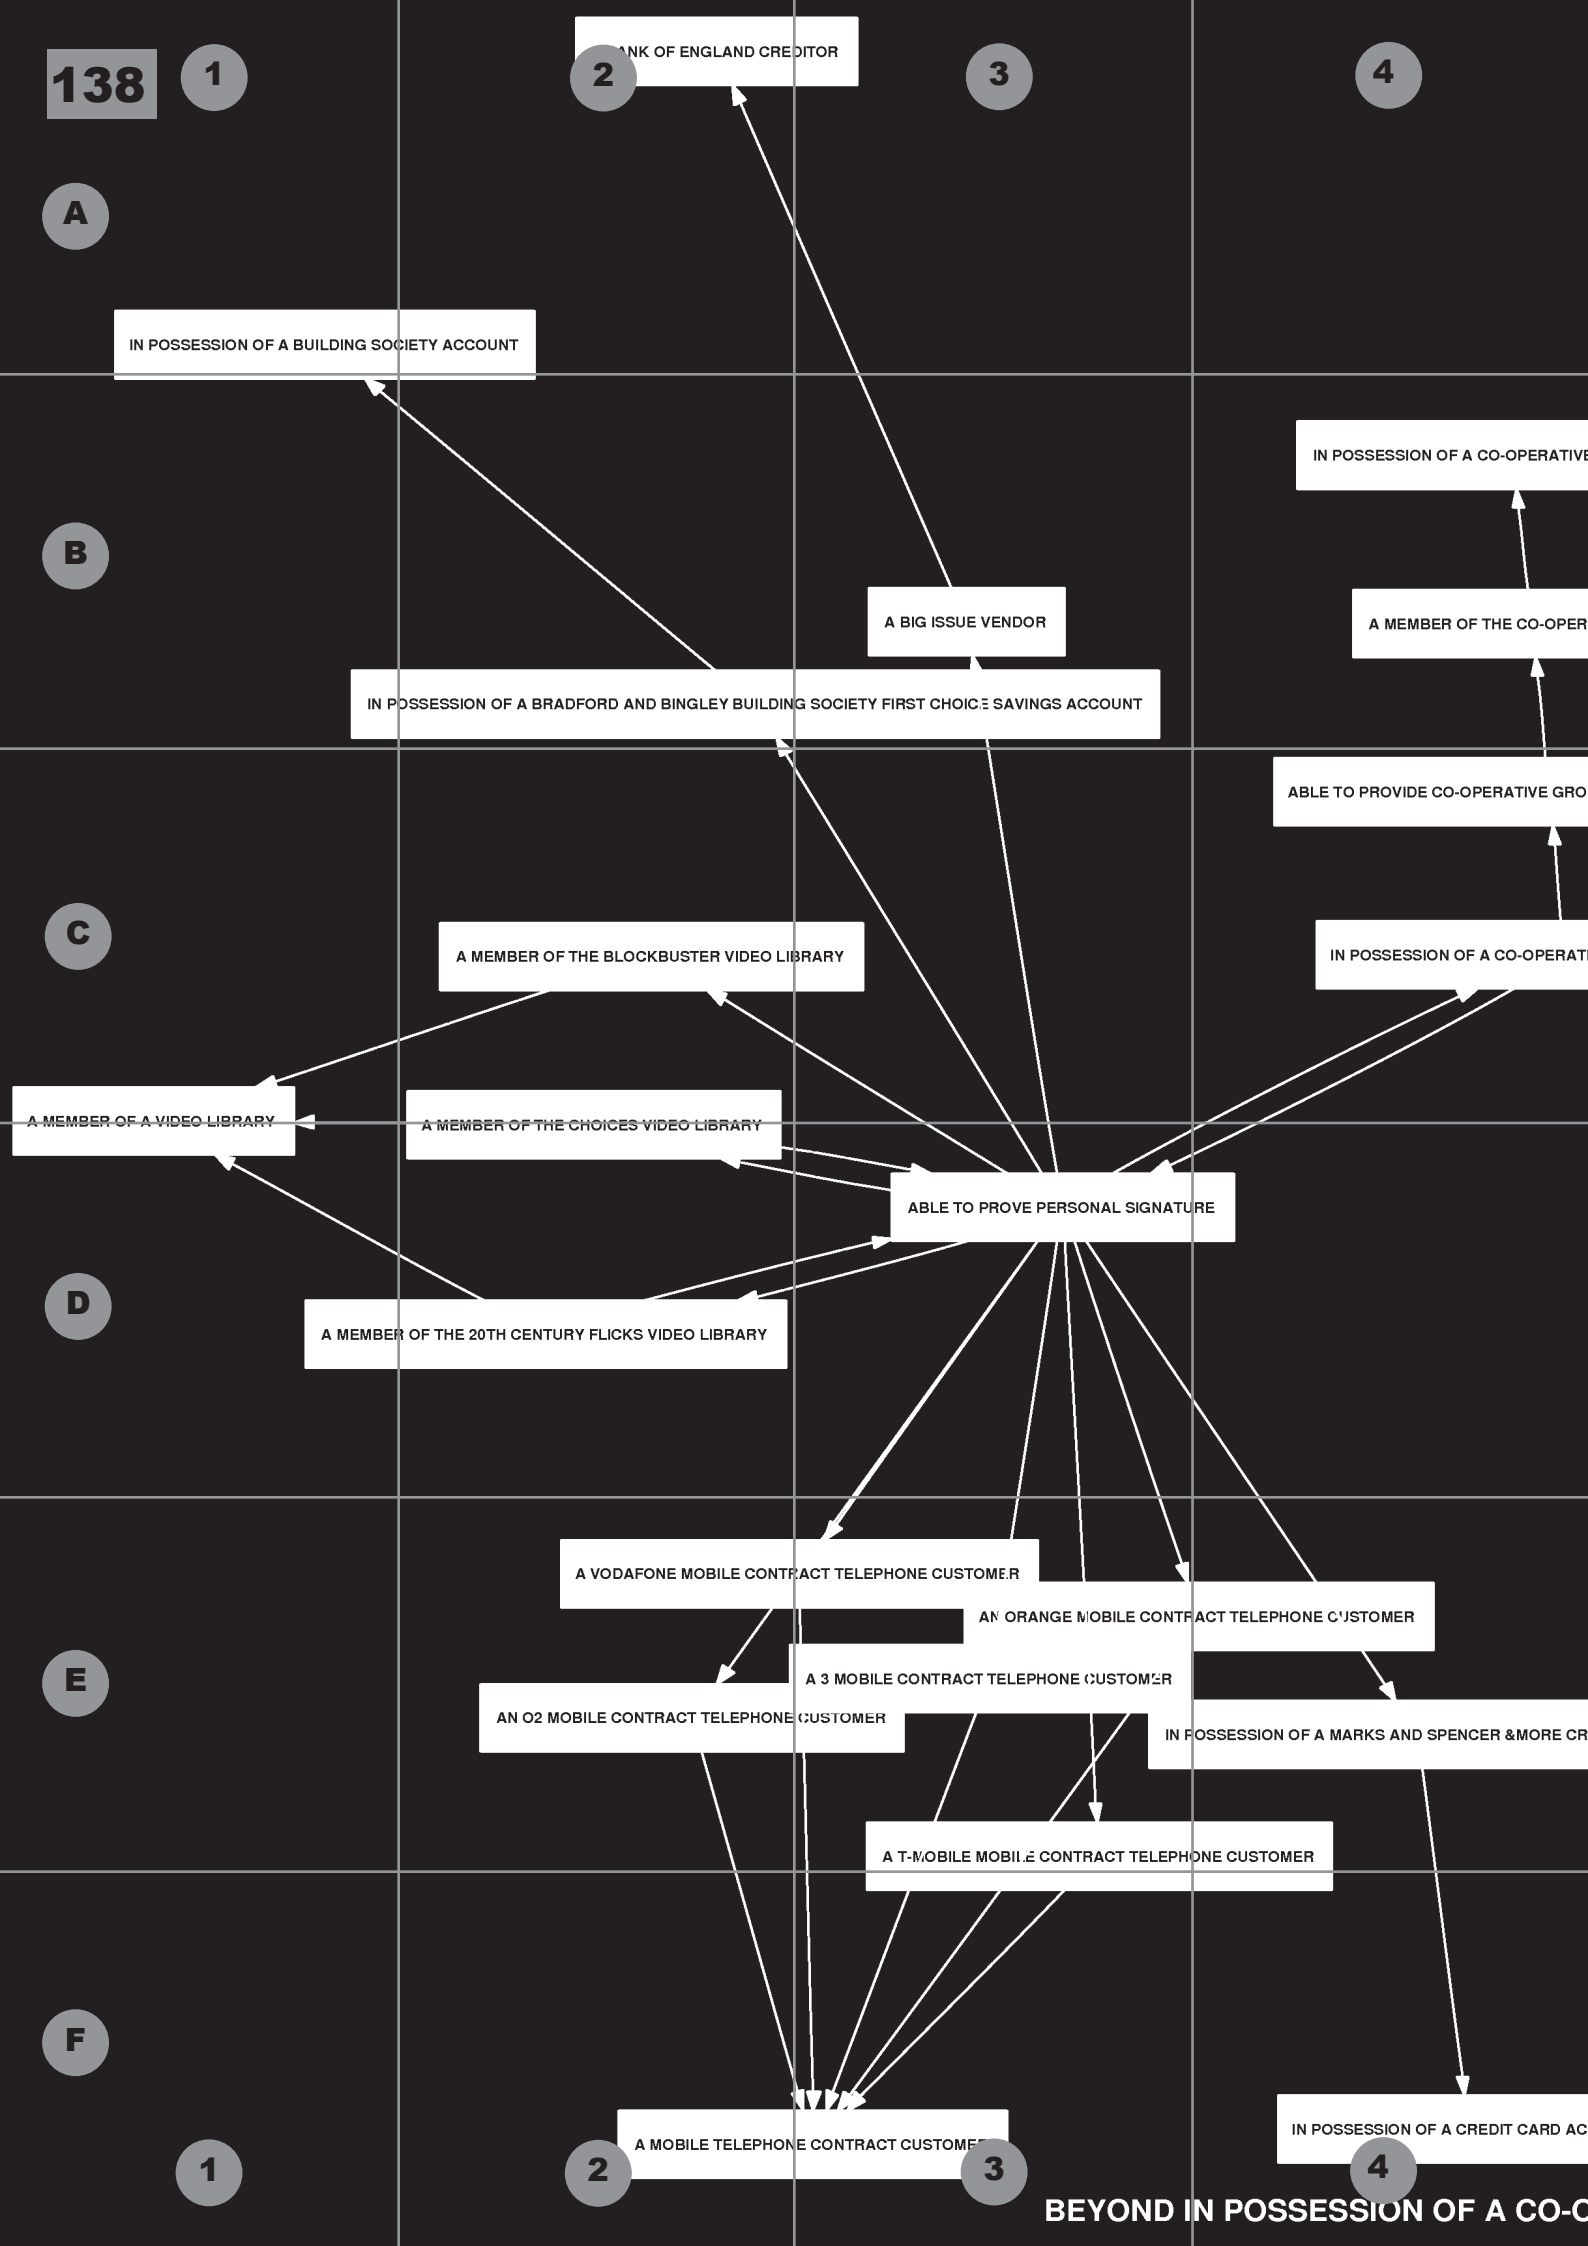 138
1
2
3
4
ANK OF ENGLAND CREDITOR
A
IN POSSESSION OF A BUILDING SOCIETY ACCOUNT
IN POSSESSION OF A CO-OPERATIVE
B
A BIG ISSUE VENDOR
A MEMBER OF THE CO-OPER
IN POSSESSION OF A BRADFORD AND BINGLEY BUILDING SOCIETY FIRST CHOICE SAVINGS ACCOUNT
ABLE TO PROVIDE CO-OPERATIVE GRO
C
A MEMBER OF THE BLOCKBUSTER VIDEO LIBRARY
IN POSSESSION OF A CO-OPERATI
A MEMBER OF A VIDEO LIBRARY
A MEMBER OF THE CHOICES VIDEO LIBRARY
ABLE TO PROVE PERSONAL SIGNATURE
D
A MEMBER OF THE 20TH CENTURY FLICKS VIDEO LIBRARY
A VODAFONE MOBILE CONTRACT TELEPHONE CUSTOMER
AN ORANGE MOBILE CONTRACT TELEPHONE CUSTOMER
E
A 3 MOBILE CONTRACT TELEPHONE CUSTOMER
AN O2 MOBILE CONTRACT TELEPHONE CUSTOMER
IN POSSESSION OF A MARKS AND SPENCER &MORE CR
A T-MOBILE MOBILE CONTRACT TELEPHONE CUSTOMER
F
IN POSSESSION OF A CREDIT CARD AC
A MOBILE TELEPHONE CONTRACT CUSTOME
1
2
3
4
BEYOND IN POSSESSION OF A CO-O